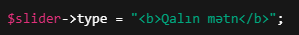 $slider->type = "<b>Qalın mətn</b>";